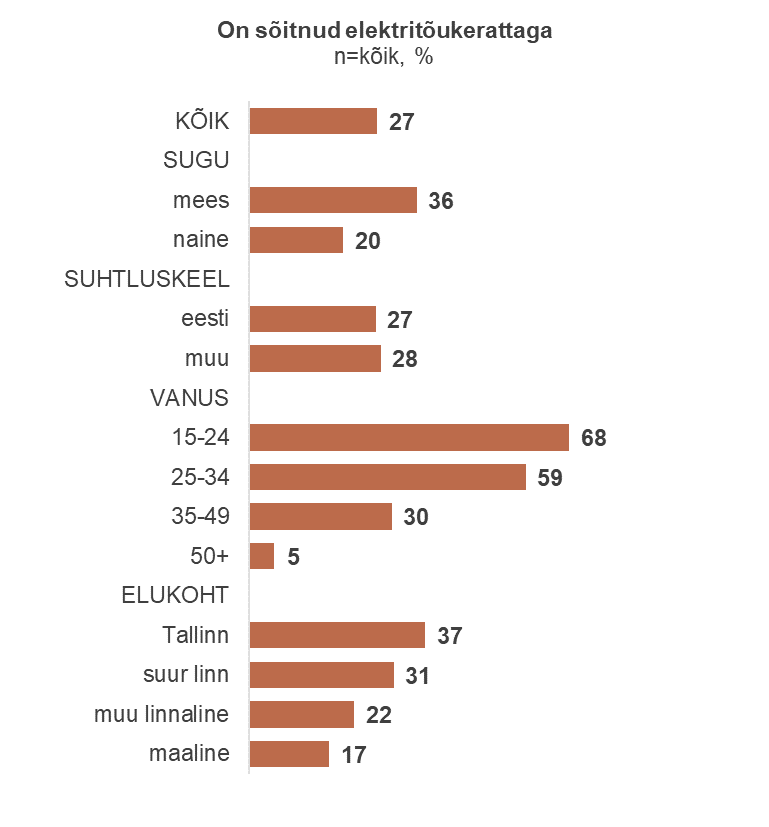 On sõitnud elektritõukerattaga
n=kõik, %
KÕIK 27
SUGU
mees 36
naine 20
SUHTLUSKEEL
eesti 27
muu 28
VANUS
15-24 68
25-34 59
35-49 30
50+ 5
ELUKOHT
Tallinn 37
suur linn 31
muu linnaline 22
maaline 17